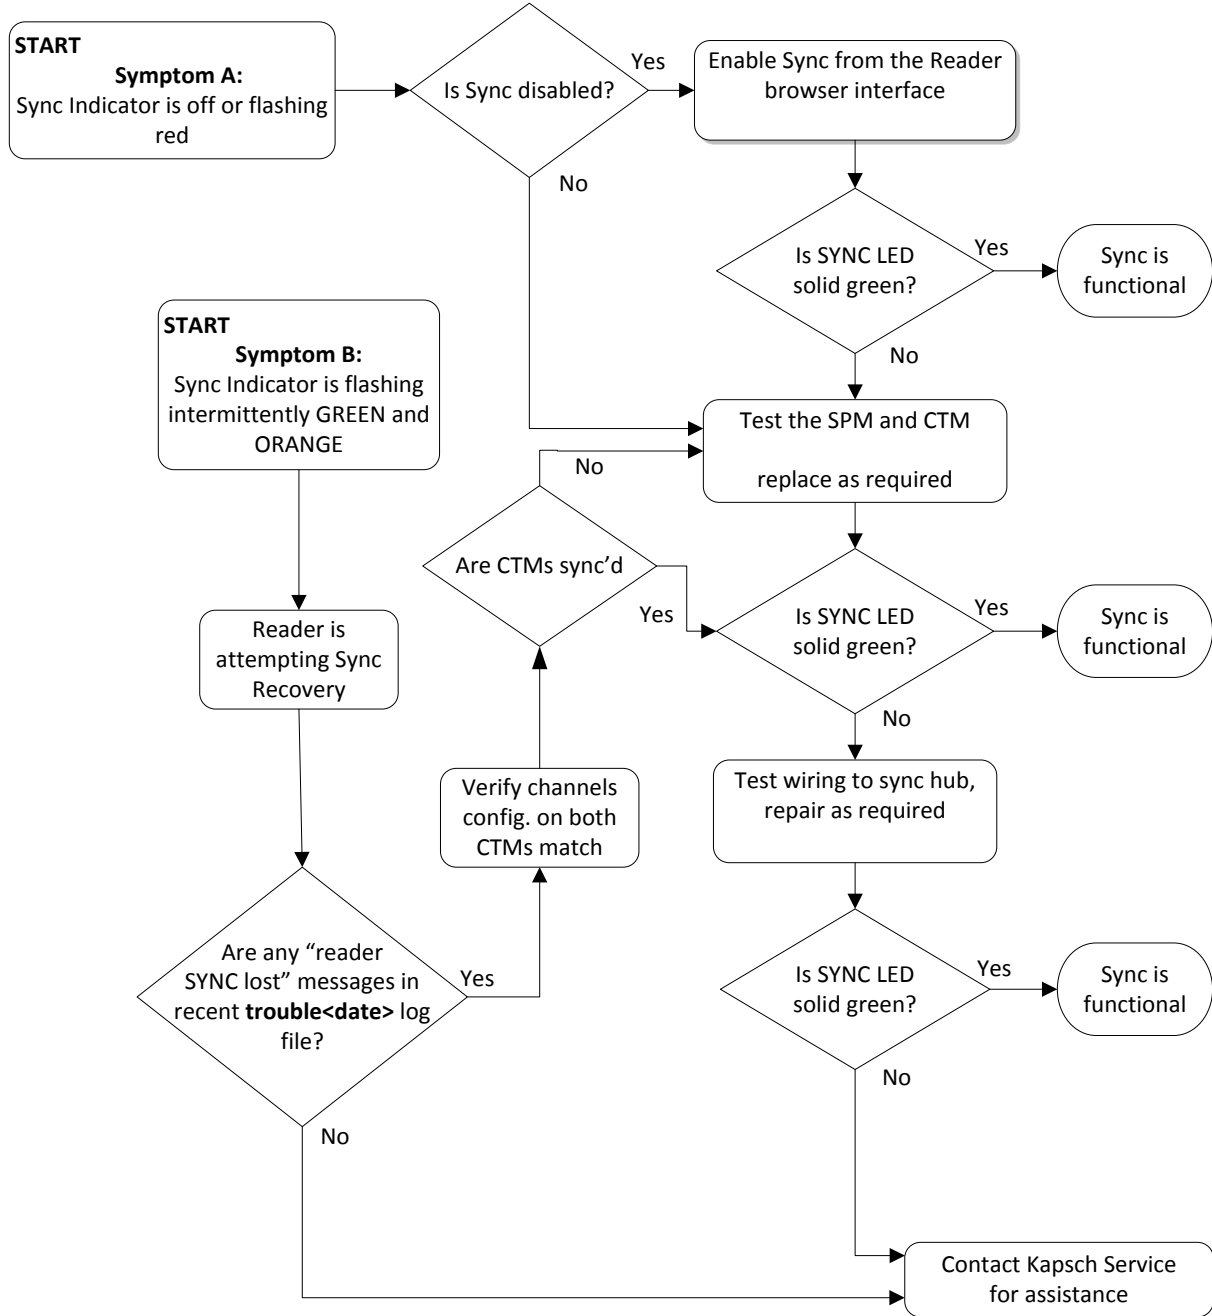 START
Symptom A:
Sync Indicator is off or flashing
red
Is Sync disabled?
Yes
Enable Sync from the Reader
browser interface
No
Is SYNC LED
solid green?
Yes
Sync is
functional
No
START
Symptom B:
Sync Indicator is flashing
intermittently GREEN and
ORANGE
Test the SPM and CTM
replace as required
No
Are CTMs sync’d
Yes
Is SYNC LED
solid green?
Yes
Sync is
functional
No
Reader is
attempting Sync
Recovery
Verify channels
config. on both
CTMs match
Test wiring to sync hub,
repair as required
Are any “reader
SYNC lost” messages in
recent trouble<date> log
file?
Yes
No
Is SYNC LED
solid green?
Yes
Sync is
functional
No
Contact Kapsch Service
for assistance